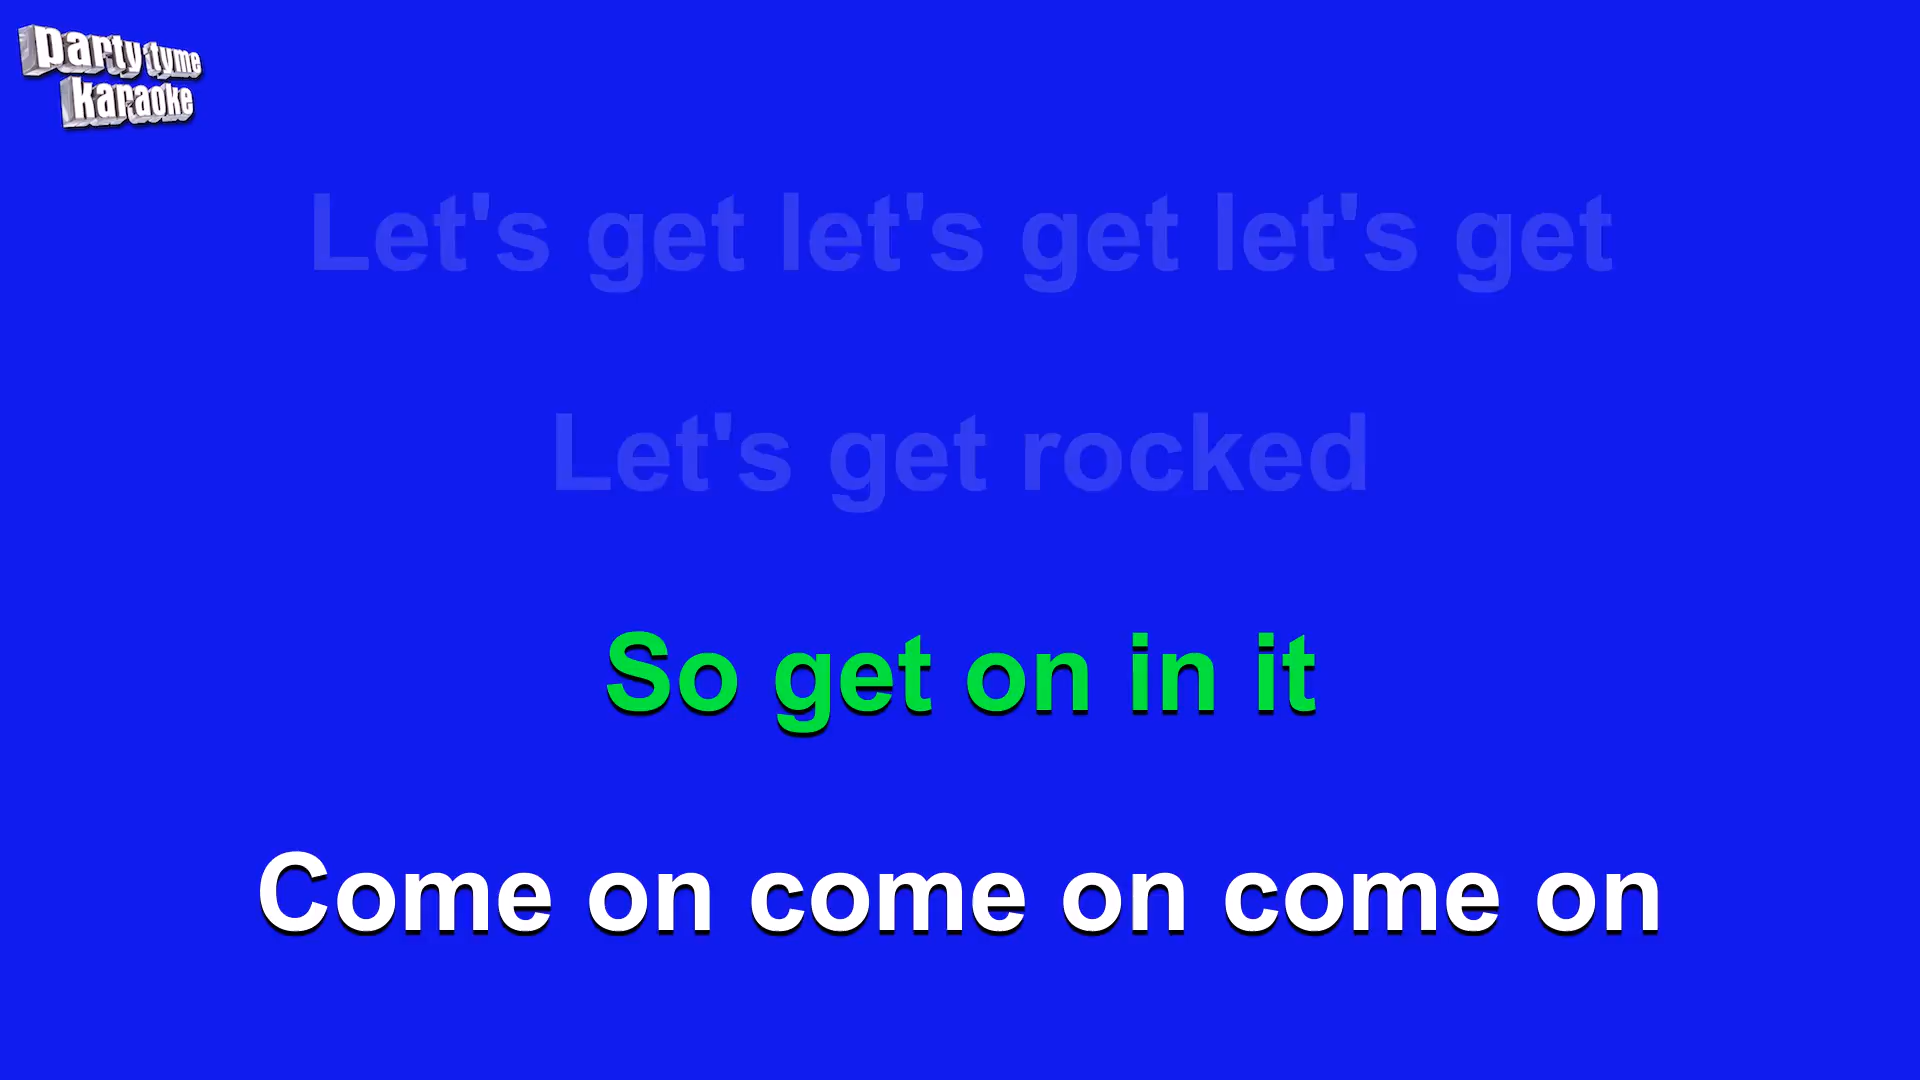 party tyme
karaoke
Let's get let's get let's get
Let's get rocked
So get on in it
Come on come on come on